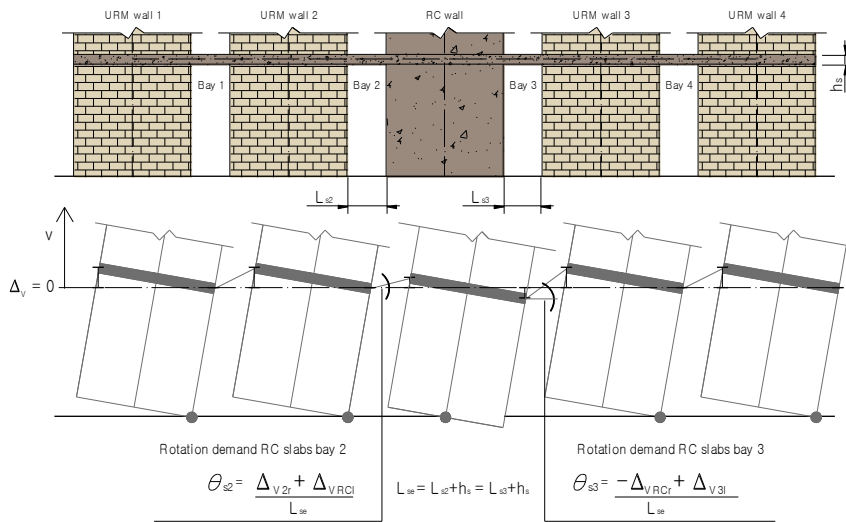 URM wall 1 URM wall 2 RC wall URM wall 3 URM wall 4
Bay 1 Bay 2 Bay 3 Bay 4
hs
Ls2 Ls3
v
Δv = 0
Rotation demand RC slabs bay 2 Rotation demand RC slabs bay 3
θs2 = ΔV2r + ΔVRCl / Lse Lse = Ls2+hs = Ls3+hs θs3 = −ΔVRCr + ΔV3l / Lse